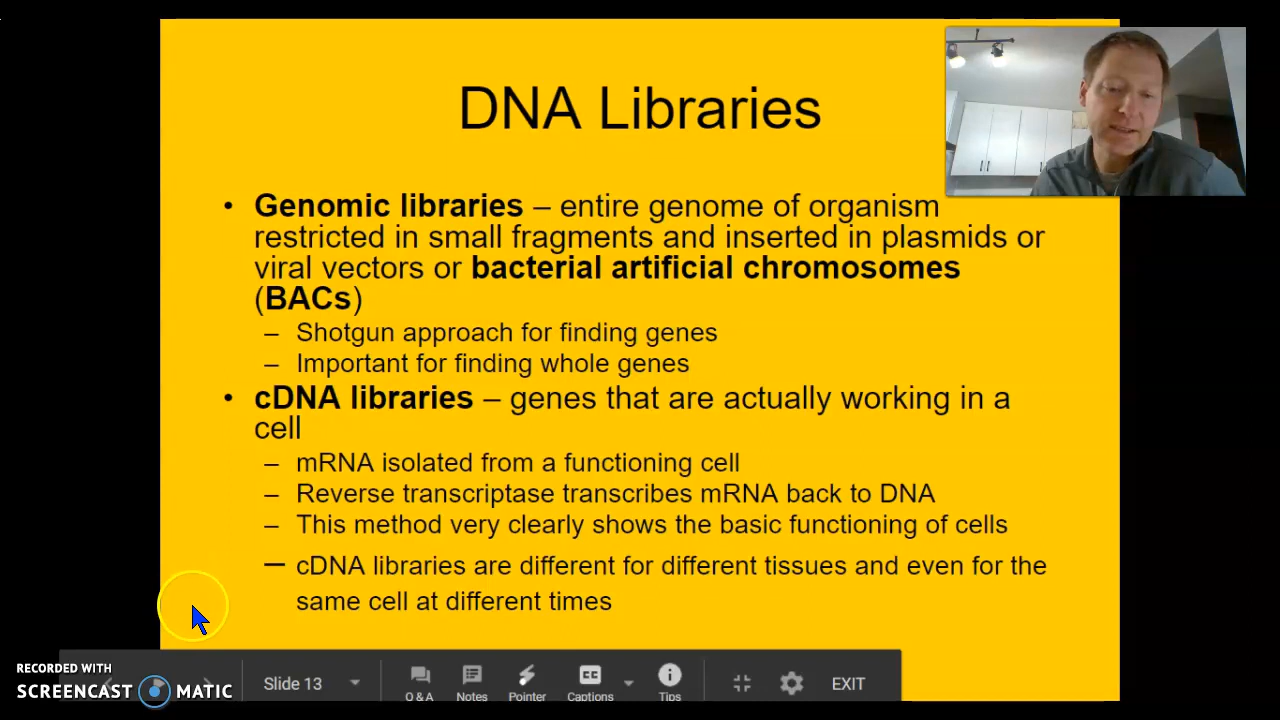 DNA Libraries
• Genomic libraries – entire genome of organism
restricted in small fragments and inserted in plasmids or
viral vectors or bacterial artificial chromosomes
(BACs)
– Shotgun approach for finding genes
– Important for finding whole genes
• cDNA libraries – genes that are actually working in a
cell
– mRNA isolated from a functioning cell
– Reverse transcriptase transcribes mRNA back to DNA
– This method very clearly shows the basic functioning of cells
– cDNA libraries are different for different tissues and even for the
same cell at different times
RECORDED WITH
SCREENCAST MATIC
Slide 13
Q & A
Notes
Pointer
CC
Captions
Tips
EXIT